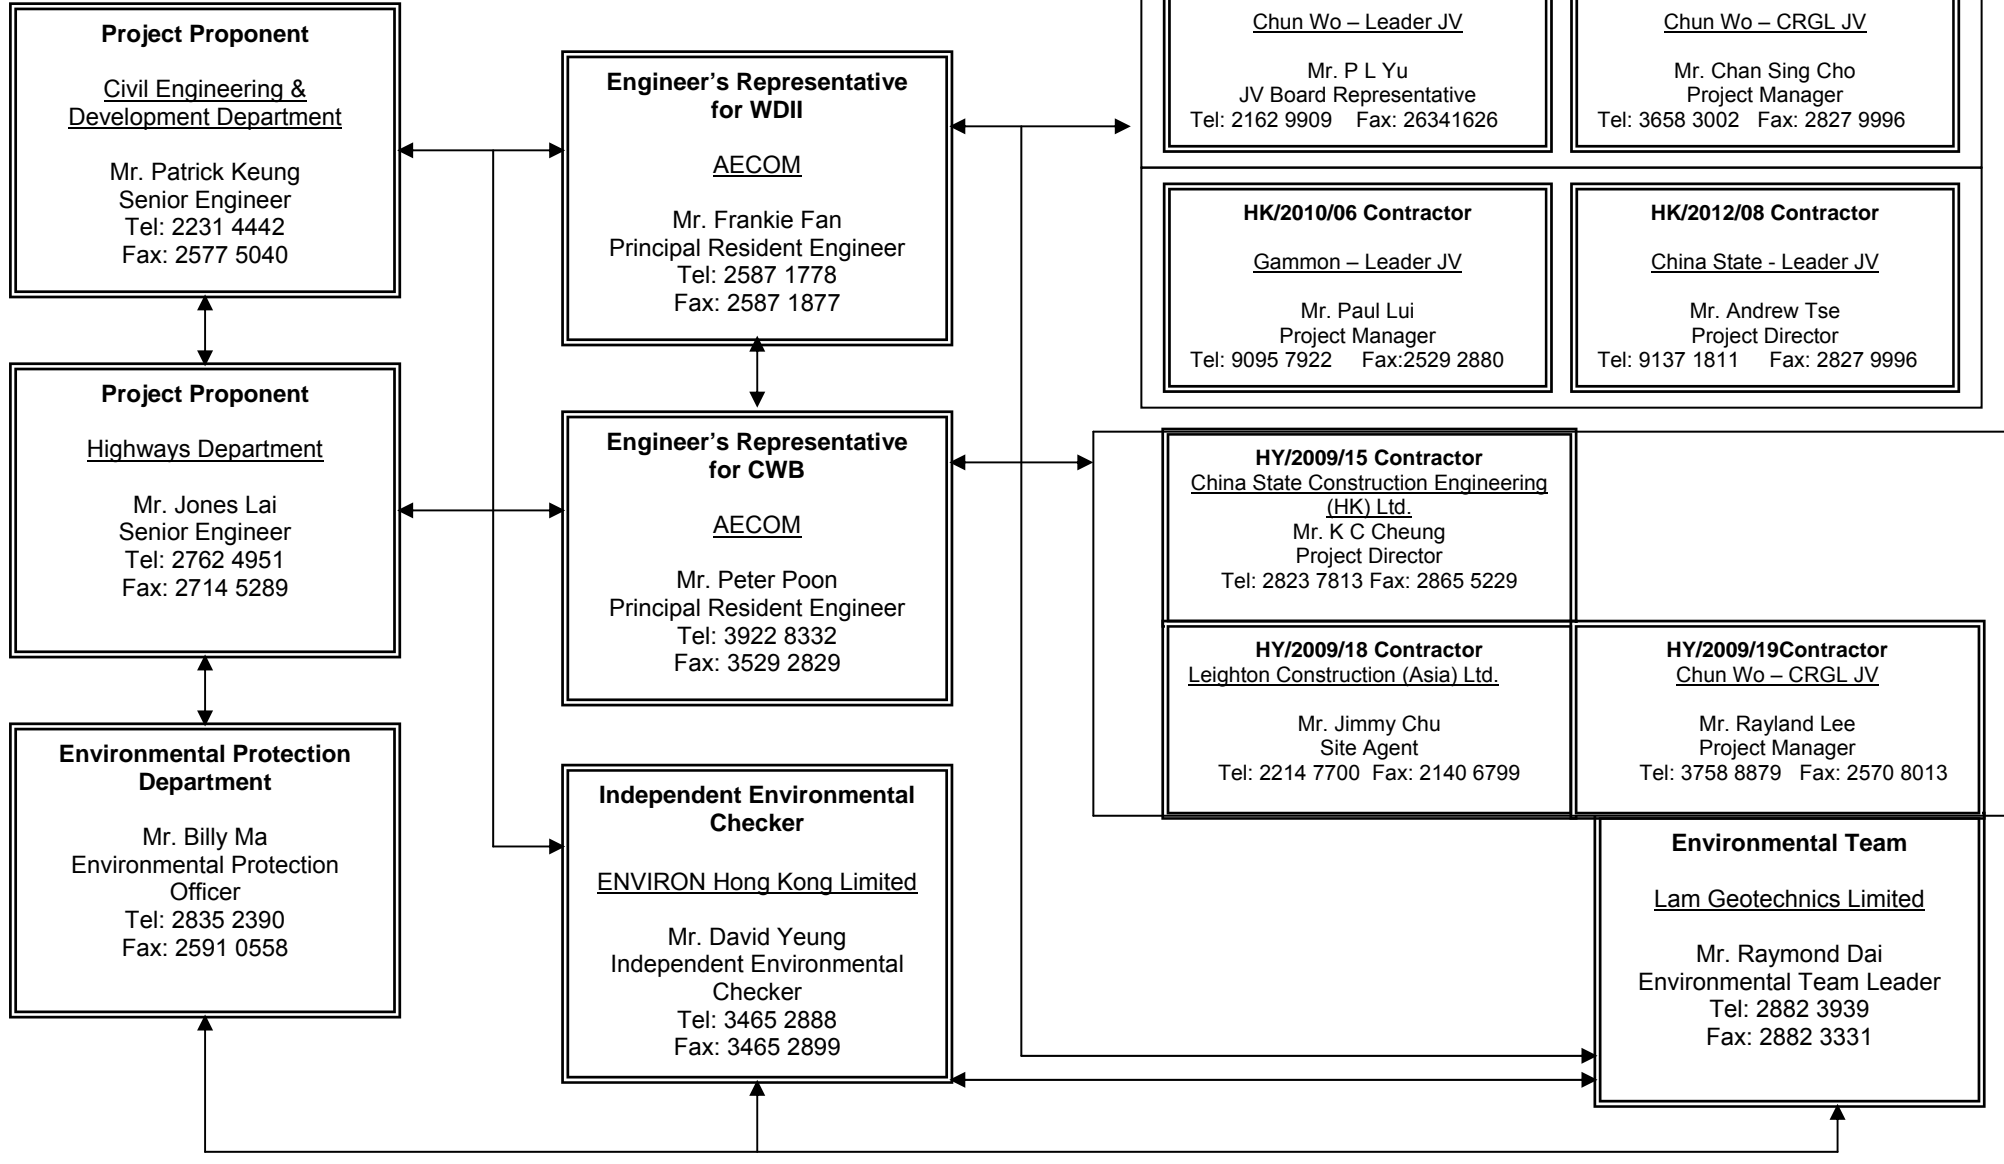 Project Proponent
Civil Engineering &
Development Department
Mr. Patrick Keung
Senior Engineer
Tel: 2231 4442
Fax: 2577 5040
Project Proponent
Highways Department
Mr. Jones Lai
Senior Engineer
Tel: 2762 4951
Fax: 2714 5289
Environmental Protection
Department
Mr. Billy Ma
Environmental Protection
Officer
Tel: 2835 2390
Fax: 2591 0558
Engineer's Representative
for WDII
AECOM
Mr. Frankie Fan
Principal Resident Engineer
Tel: 2587 1778
Fax: 2587 1877
Engineer's Representative
for CWB
AECOM
Mr. Peter Poon
Principal Resident Engineer
Tel: 3922 8332
Fax: 3529 2829
Independent Environmental
Checker
ENVIRON Hong Kong Limited
Mr. David Yeung
Independent Environmental
Checker
Tel: 3465 2888
Fax: 3465 2899
Chun Wo – Leader JV
Mr. P L Yu
JV Board Representative
Tel: 2162 9909 Fax: 26341626
Chun Wo – CRGL JV
Mr. Chan Sing Cho
Project Manager
Tel: 3658 3002 Fax: 2827 9996
HK/2010/06 Contractor
Gammon – Leader JV
Mr. Paul Lui
Project Manager
Tel: 9095 7922 Fax:2529 2880
HK/2012/08 Contractor
China State - Leader JV
Mr. Andrew Tse
Project Director
Tel: 9137 1811 Fax: 2827 9996
HY/2009/15 Contractor
China State Construction Engineering
(HK) Ltd.
Mr. K C Cheung
Project Director
Tel: 2823 7813 Fax: 2865 5229
HY/2009/18 Contractor
Leighton Construction (Asia) Ltd.
Mr. Jimmy Chu
Site Agent
Tel: 2214 7700 Fax: 2140 6799
HY/2009/19Contractor
Chun Wo – CRGL JV
Mr. Rayland Lee
Project Manager
Tel: 3758 8879 Fax: 2570 8013
Environmental Team
Lam Geotechnics Limited
Mr. Raymond Dai
Environmental Team Leader
Tel: 2882 3939
Fax: 2882 3331